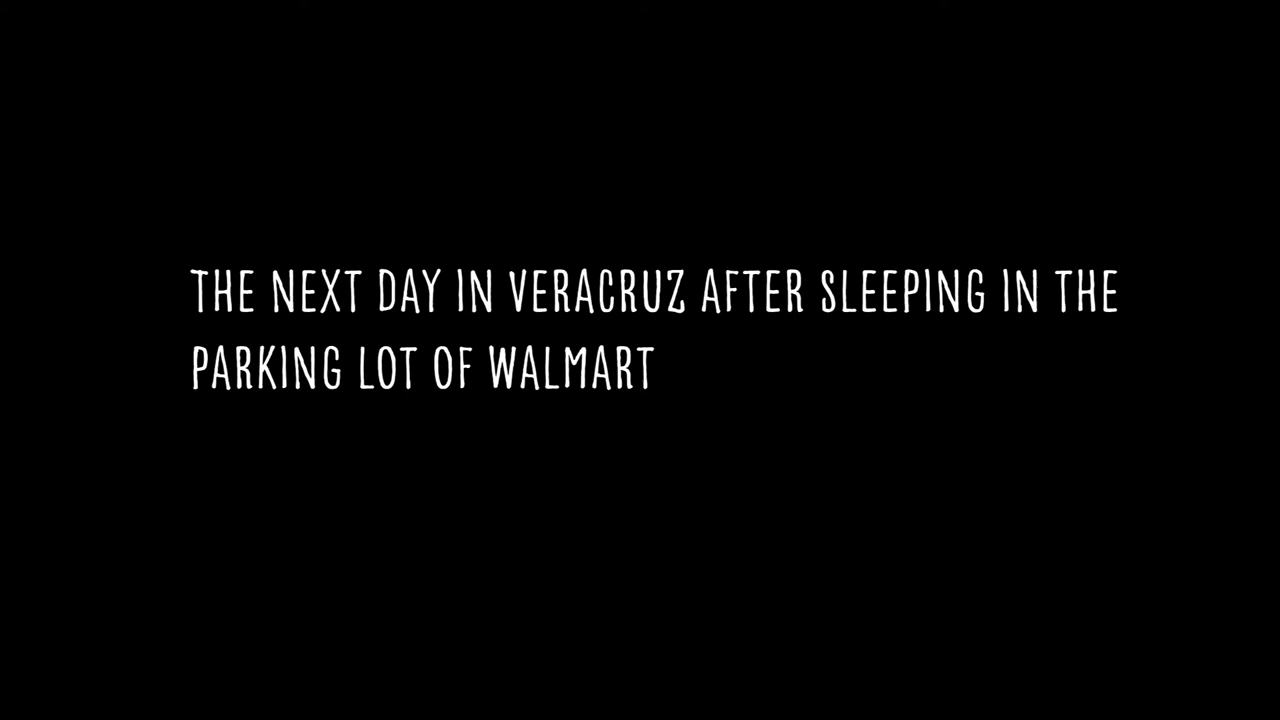 THE NEXT DAY IN VERACRUZ AFTER SLEEPING IN THE
PARKING LOT OF WALMART